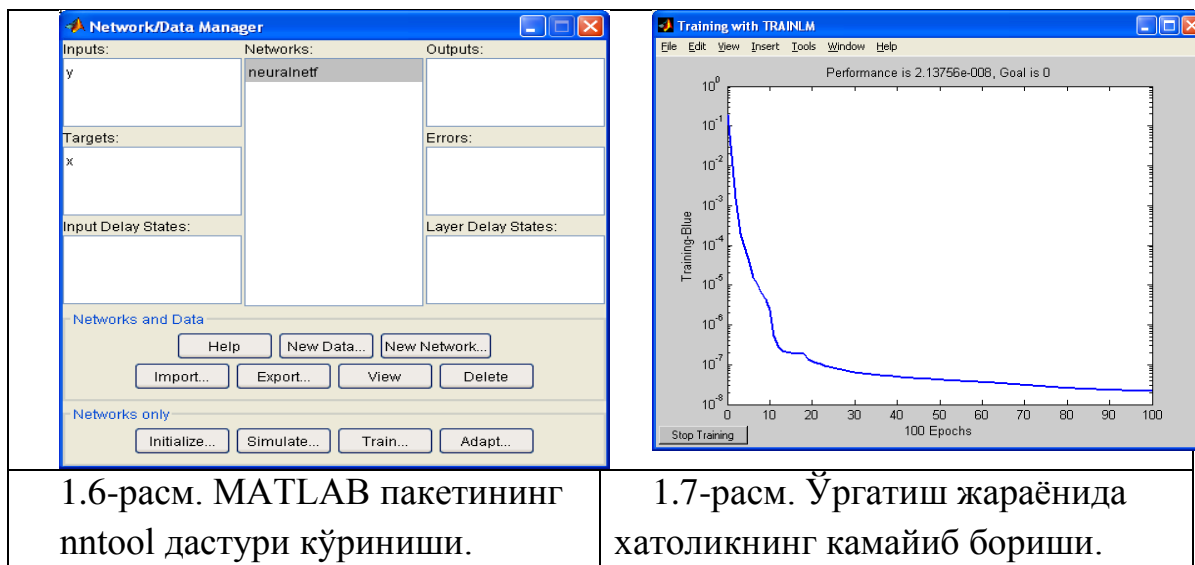 Network/Data Manager
Inputs:
Networks:
Outputs:
y
neuralnetf
Targets:
Errors:
x
Input Delay States:
Layer Delay States:
Networks and Data
Help
New Data...
New Network...
Import...
Export...
View
Delete
Networks only
Initialize...
Simulate...
Train...
Adapt...
1.6-расм. MATLAB пакетининг
nntool дастури кўриниши.
Training with TRAINLM
File Edit View Insert Tools Window Help
Performance is 2.13756e-008, Goal is 0
10^0
10^-1
10^-2
10^-3
10^-4
10^-5
10^-6
10^-7
10^-8
Training-Blue
0 10 20 30 40 50 60 70 80 90 100
100 Epochs
Stop Training
1.7-расм. Ўргатиш жараёнида
хатоликнинг камайиб бориши.